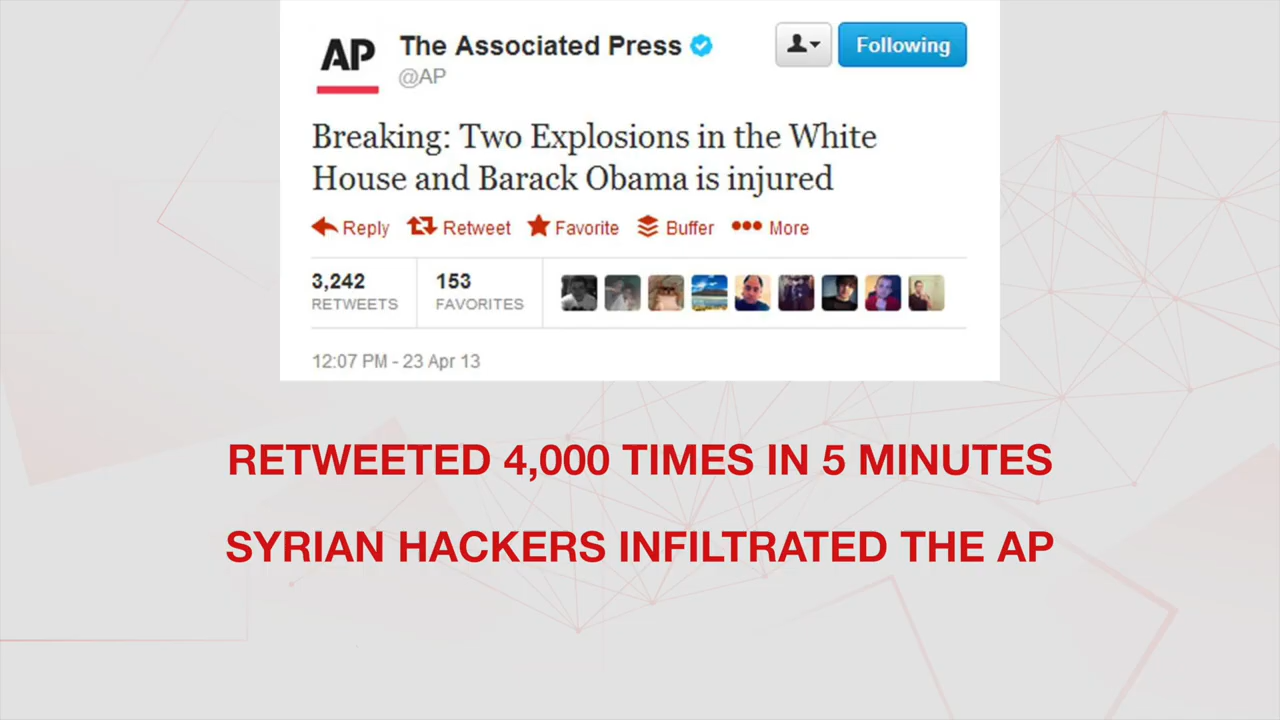 AP
The Associated Press
Following
@AP
Breaking: Two Explosions in the White
House and Barack Obama is injured
Reply Retweet Favorite Buffer More
3,242 153
RETWEETS FAVORITES
12:07 PM - 23 Apr 13
RETWEETED 4,000 TIMES IN 5 MINUTES
SYRIAN HACKERS INFILTRATED THE AP